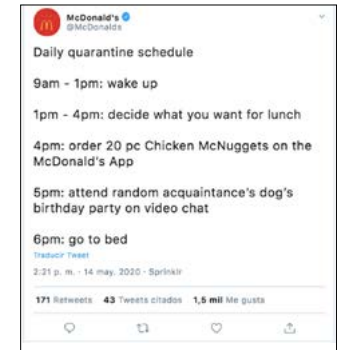 McDonald's
@McDonalds
Daily quarantine schedule
9am - 1pm: wake up
1pm - 4pm: decide what you want for lunch
4pm: order 20 pc Chicken McNuggets on the
McDonald's App
5pm: attend random acquaintance's dog's
birthday party on video chat
6pm: go to bed
Traducir Tweet
2:21 p. m. · 14 may. 2020 · Sprinklr
171 Retweets 43 Tweets citados 1,5 mil Me gusta